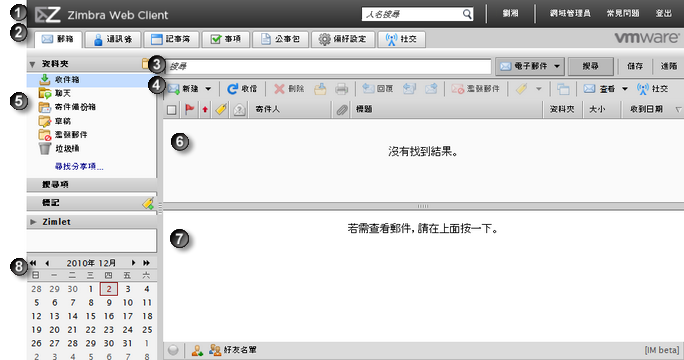 1 Zimbra Web Client 人名搜尋 劉湘 網域管理員 常見問題 登出
2 郵箱 通訊錄 記事簿 事項 公事包 偏好設定 社交 vmware
資料夾 3 搜尋 電子郵件 搜尋 儲存 進階
收件箱 4 新建 收信 刪除 回覆 濫發郵件 查看 社交
聊天
5 寄件備份箱 寄件人 標題 資料夾 大小 收到日期
草稿
濫發郵件 6 沒有找到結果。
垃圾桶
尋找分享項...
搜尋項
標記
Zimlet
7 若需查看郵件,請在上面按一下。
8 2010年 12月
日 一 二 三 四 五 六
28 29 30 1 2 3 4
5 6 7 8 9 10 11
12 13 14 15 16 17 18
19 20 21 22 23 24 25
26 27 28 29 30 31 1
2 3 4 5 6 7 8
好友名單 [IM beta]